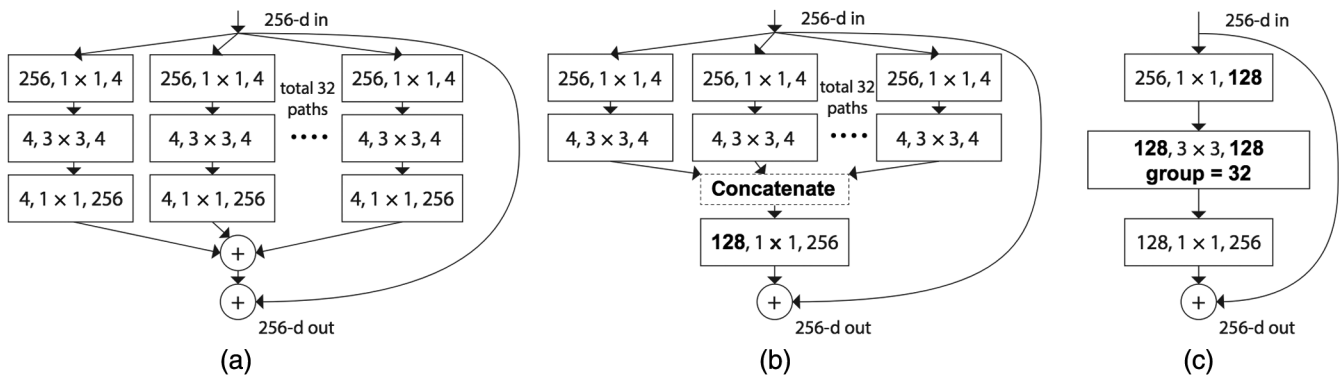 256-d in
256, 1 × 1, 4
256, 1 × 1, 4
total 32
paths
256, 1 × 1, 4
4, 3 × 3, 4
4, 3 × 3, 4
....
4, 3 × 3, 4
4, 1 × 1, 256
4, 1 × 1, 256
4, 1 × 1, 256
+
+
256-d out
(a)
256-d in
256, 1 × 1, 4
256, 1 × 1, 4
total 32
paths
256, 1 × 1, 4
4, 3 × 3, 4
4, 3 × 3, 4
....
4, 3 × 3, 4
Concatenate
128, 1 x 1, 256
+
256-d out
(b)
256-d in
256, 1 × 1, 128
128, 3 × 3, 128
group = 32
128, 1 × 1, 256
+
256-d out
(c)